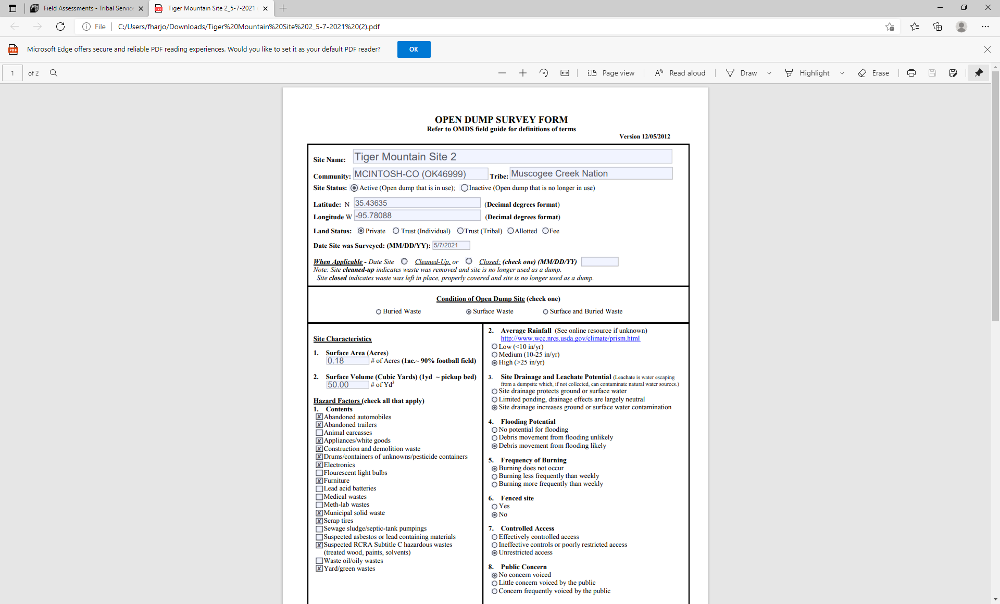 Field Assessments - Tribal Service
Tiger Mountain Site 2_5-7-2021
File
C:/Users/fharjo/Downloads/Tiger%20Mountain%20Site%202_5-7-2021%20(2).pdf
Microsoft Edge offers secure and reliable PDF reading experiences. Would you like to set it as your default PDF reader?
OK
1 of 2
Page view
Read aloud
Draw
Highlight
Erase
OPEN DUMP SURVEY FORM
Refer to OMDS field guide for definitions of terms
Version 12/05/2012
Site Name: Tiger Mountain Site 2
Community: MCINTOSH-CO (OK46999) Tribe: Muscogee Creek Nation
Site Status: Active (Open dump that is in use); Inactive (Open dump that is no longer in use)
Latitude: N 35.43635 (Decimal degrees format)
Longitude W -95.78088 (Decimal degrees format)
Land Status: Private Trust (Individual) Trust (Tribal) Allotted Fee
Date Site was Surveyed: (MM/DD/YY): 5/7/2021
When Applicable - Date Site Cleaned-Up, or Closed: (check one) (MM/DD/YY)
Note: Site cleaned-up indicates waste was removed and site is no longer used as a dump.
Site closed indicates waste was left in place, properly covered and site is no longer used as a dump.
Condition of Open Dump Site (check one)
Buried Waste Surface Waste Surface and Buried Waste
Site Characteristics
1. Surface Area (Acres)
0.18 # of Acres (1ac.~ 90% football field)
2. Surface Volume (Cubic Yards) (1yd ~ pickup bed)
50.00 # of Yd3
Hazard Factors (check all that apply)
1. Contents
Abandoned automobiles
Abandoned trailers
Animal carcasses
Appliances/white goods
Construction and demolition waste
Drums/containers of unknowns/pesticide containers
Electronics
Flourescent light bulbs
Furniture
Lead acid batteries
Medical wastes
Meth-lab wastes
Municipal solid waste
Scrap tires
Sewage sludge/septic-tank pumpings
Suspected asbestos or lead containing materials
Suspected RCRA Subtitle C hazardous wastes
(treated wood, paints, solvents)
Waste oil/oily wastes
Yard/green wastes
2. Average Rainfall (See online resource if unknown)
http://www.wcc.nrcs.usda.gov/climate/prism.html
Low (<10 in/yr)
Medium (10-25 in/yr)
High (>25 in/yr)
3. Site Drainage and Leachate Potential (Leachate is water escaping
from a dumpsite which, if not collected, can contaminate natural water sources.)
Site drainage protects ground or surface water
Limited ponding, drainage effects are largely neutral
Site drainage increases ground or surface water contamination
4. Flooding Potential
No potential for flooding
Debris movement from flooding unlikely
Debris movement from flooding likely
5. Frequency of Burning
Burning does not occur
Burning less frequently than weekly
Burning more frequently than weekly
6. Fenced site
Yes
No
7. Controlled Access
Effectively controlled access
Ineffective controls or poorly restricted access
Unrestricted access
8. Public Concern
No concern voiced
Little concern voiced by the public
Concern frequently voiced by the public